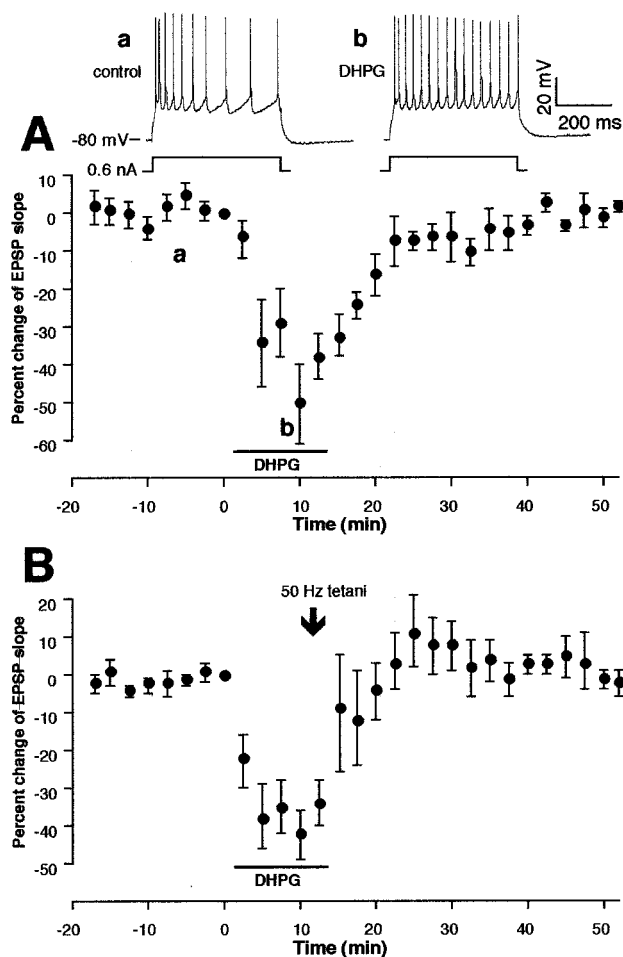 a
b
control
DHPG
20 mV
200 ms
-80 mV
0.6 nA
A
10
0
-10
-20
-30
-40
-50
-60
Percent change of EPSP slope
a
b
DHPG
-20 -10 0 10 20 30 40 50
Time (min)
B
50 Hz tetani
20
10
0
-10
-20
-30
-40
-50
Percent change of EPSP slope
DHPG
-20 -10 0 10 20 30 40 50
Time (min)